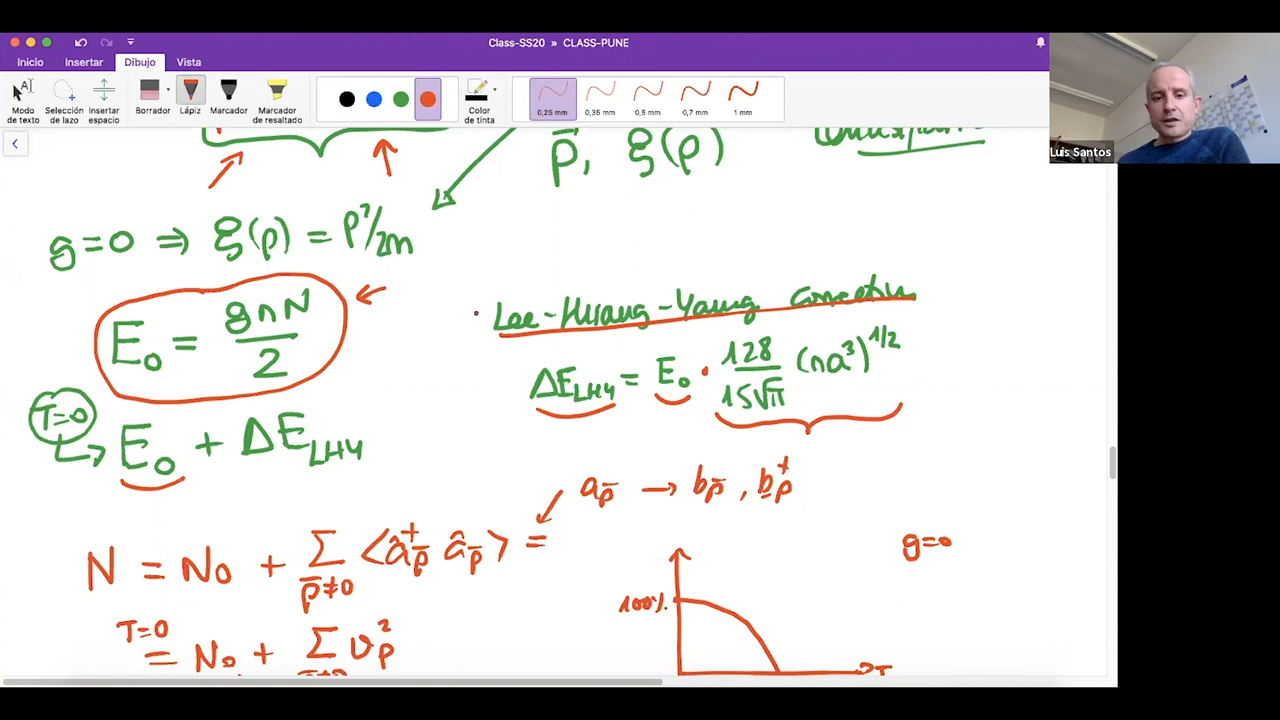 Class-SS20 » CLASS-PUNE
Inicio Insertar Dibujo Vista
Modo de texto
Selección de lazo
Insertar espacio
Borrador
Lápiz
Marcador
Marcador de resaltado
Color de tinta
0,25 mm
0,35 mm
0,5 mm
0,7 mm
1 mm
Luis Santos
p̄, ξ(p)
g=0 ⇒ ξ(p) = p²/2m
E₀ = gnN/2
Lee-Huang-Yang correction
ΔE_LHY = E₀ · 128/15√π (na³)^1/2
T=0
E₀ + ΔE_LHY
a_p̄ → b_p̄, b_p̄⁺
N = N₀ + Σ_p̄≠0 <â⁺_p̄ â_p̄> =
g=0
100%
T=0
= N₀ + Σ v_p²
T